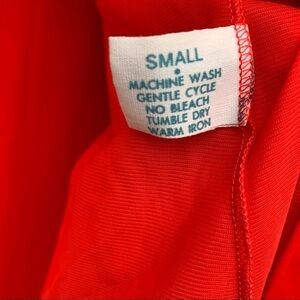 SMALL
•
MACHINE WASH
GENTLE CYCLE
NO BLEACH
TUMBLE DRY
WARM IRON